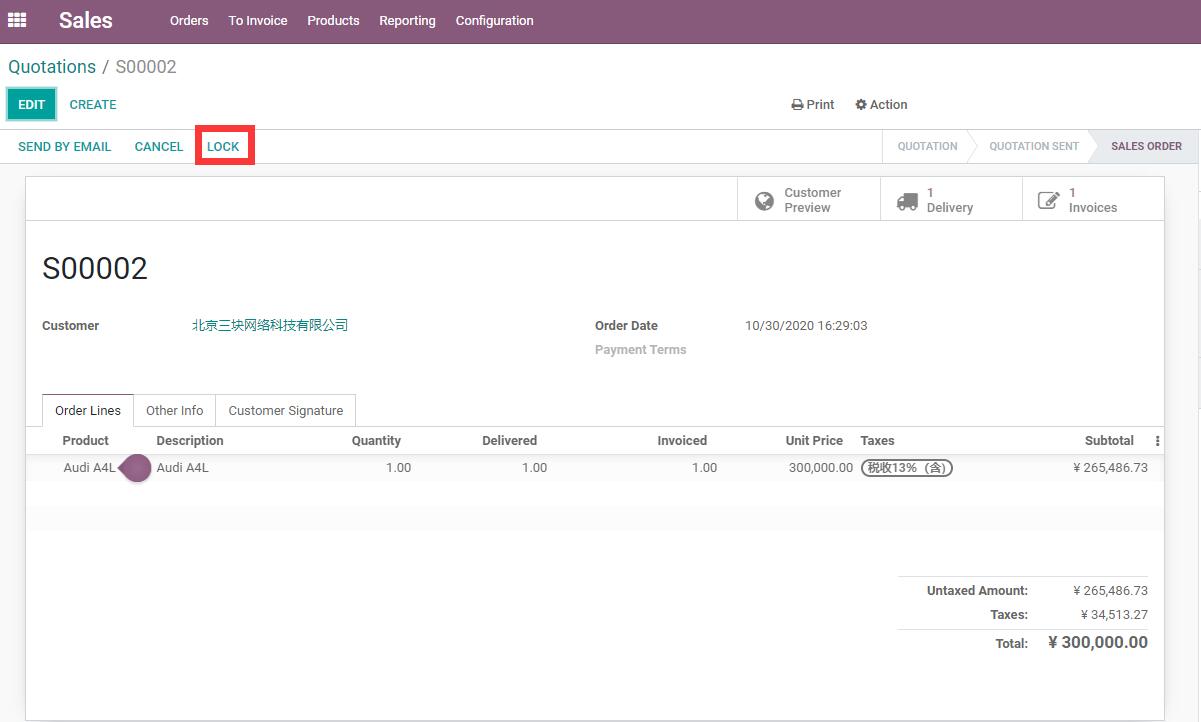 Sales Orders To Invoice Products Reporting Configuration
Quotations / S00002
EDIT CREATE Print Action
SEND BY EMAIL CANCEL LOCK QUOTATION QUOTATION SENT SALES ORDER
Customer Preview 1 Delivery 1 Invoices
S00002
Customer 北京三块网络科技有限公司 Order Date 10/30/2020 16:29:03
Payment Terms
Order Lines Other Info Customer Signature
Product Description Quantity Delivered Invoiced Unit Price Taxes Subtotal
Audi A4L Audi A4L 1.00 1.00 1.00 300,000.00 税收13%（含） ¥ 265,486.73
Untaxed Amount: ¥ 265,486.73
Taxes: ¥ 34,513.27
Total: ¥ 300,000.00